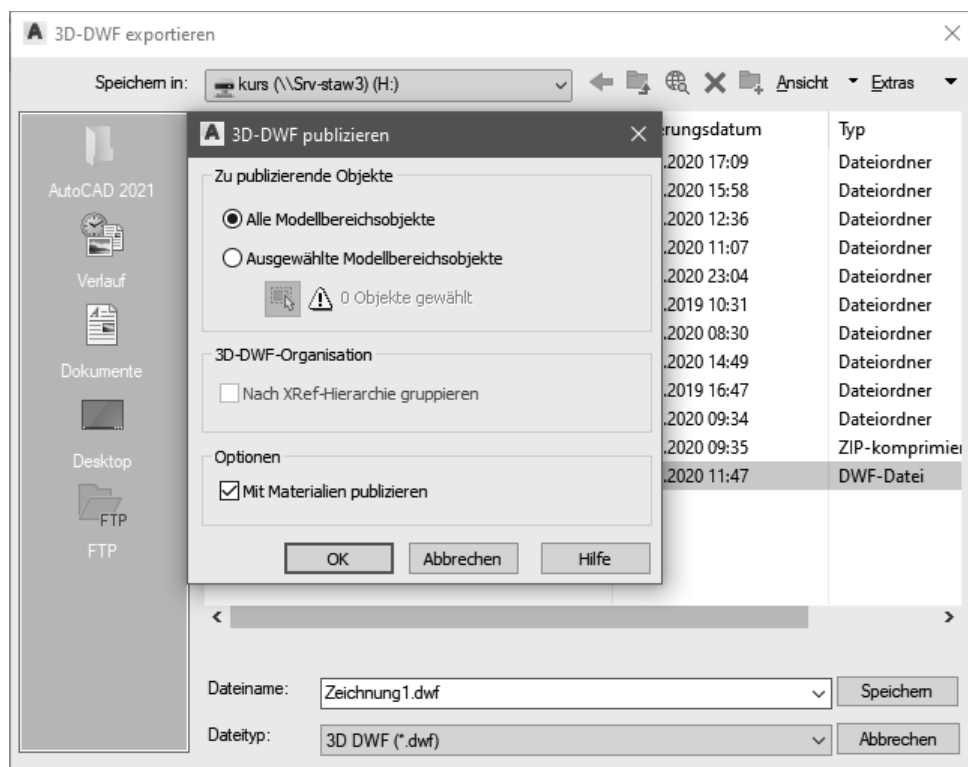 3D-DWF exportieren
Speichern in:
kurs (\\Srv-staw3) (H:)
Ansicht
Extras
AutoCAD 2021
Verlauf
Dokumente
Desktop
FTP
FTP
3D-DWF publizieren
Zu publizierende Objekte
Alle Modellbereichsobjekte
Ausgewählte Modellbereichsobjekte
0 Objekte gewählt
3D-DWF-Organisation
Nach XRef-Hierarchie gruppieren
Optionen
Mit Materialien publizieren
OK
Abbrechen
Hilfe
rungsdatum Typ
.2020 17:09 Dateiordner
.2020 15:58 Dateiordner
.2020 12:36 Dateiordner
.2020 11:07 Dateiordner
.2020 23:04 Dateiordner
.2019 10:31 Dateiordner
.2020 08:30 Dateiordner
.2020 14:49 Dateiordner
.2019 16:47 Dateiordner
.2020 09:34 Dateiordner
.2020 09:35 ZIP-komprimier
.2020 11:47 DWF-Datei
Dateiname:
Zeichnung1.dwf
Speichern
Dateityp:
3D DWF (*.dwf)
Abbrechen